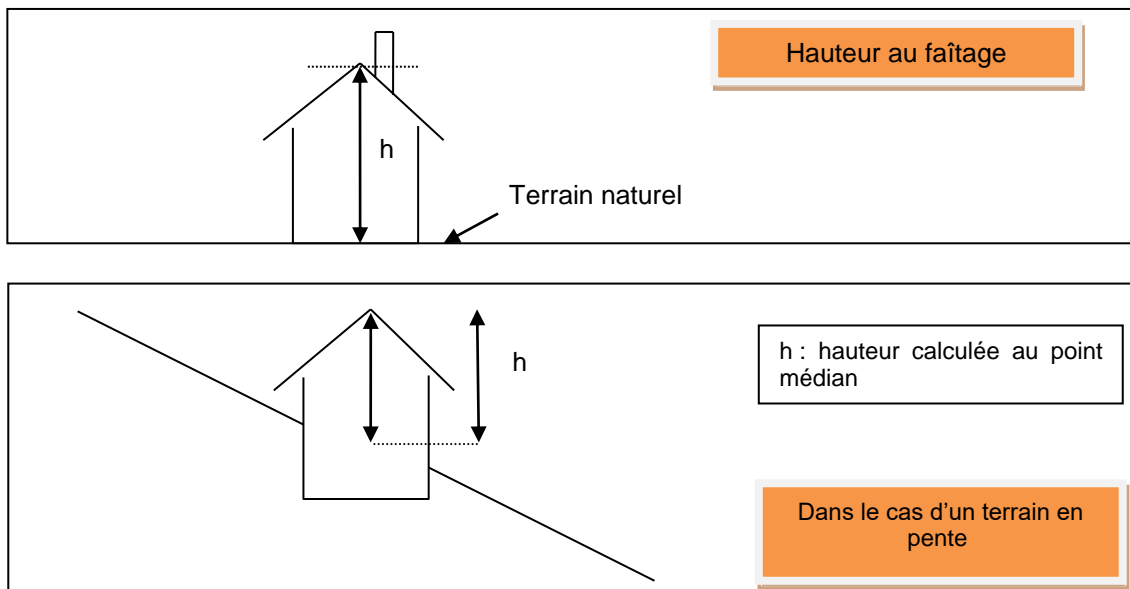 Hauteur au faîtage
h
Terrain naturel
h
h : hauteur calculée au point
médian
Dans le cas d’un terrain en
pente